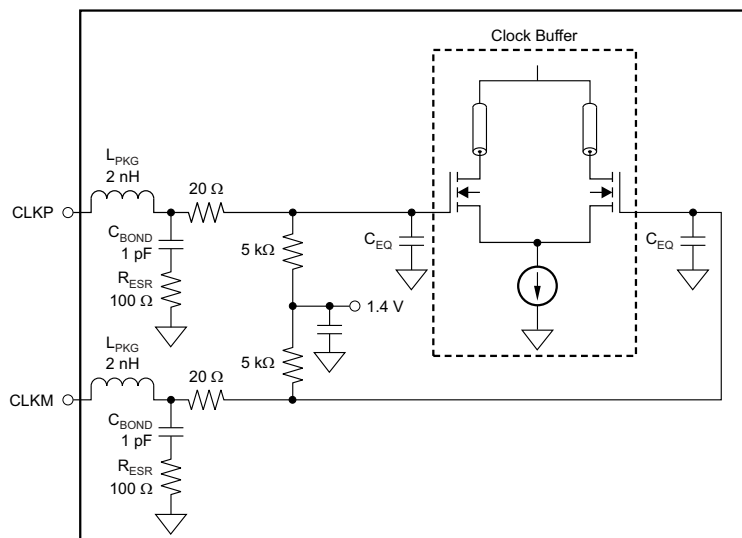 Clock Buffer
L_PKG
2 nH
20 Ω
CLKP
C_BOND
1 pF
R_ESR
100 Ω
5 kΩ
C_EQ
C_EQ
1.4 V
L_PKG
2 nH
20 Ω
5 kΩ
CLKM
C_BOND
1 pF
R_ESR
100 Ω